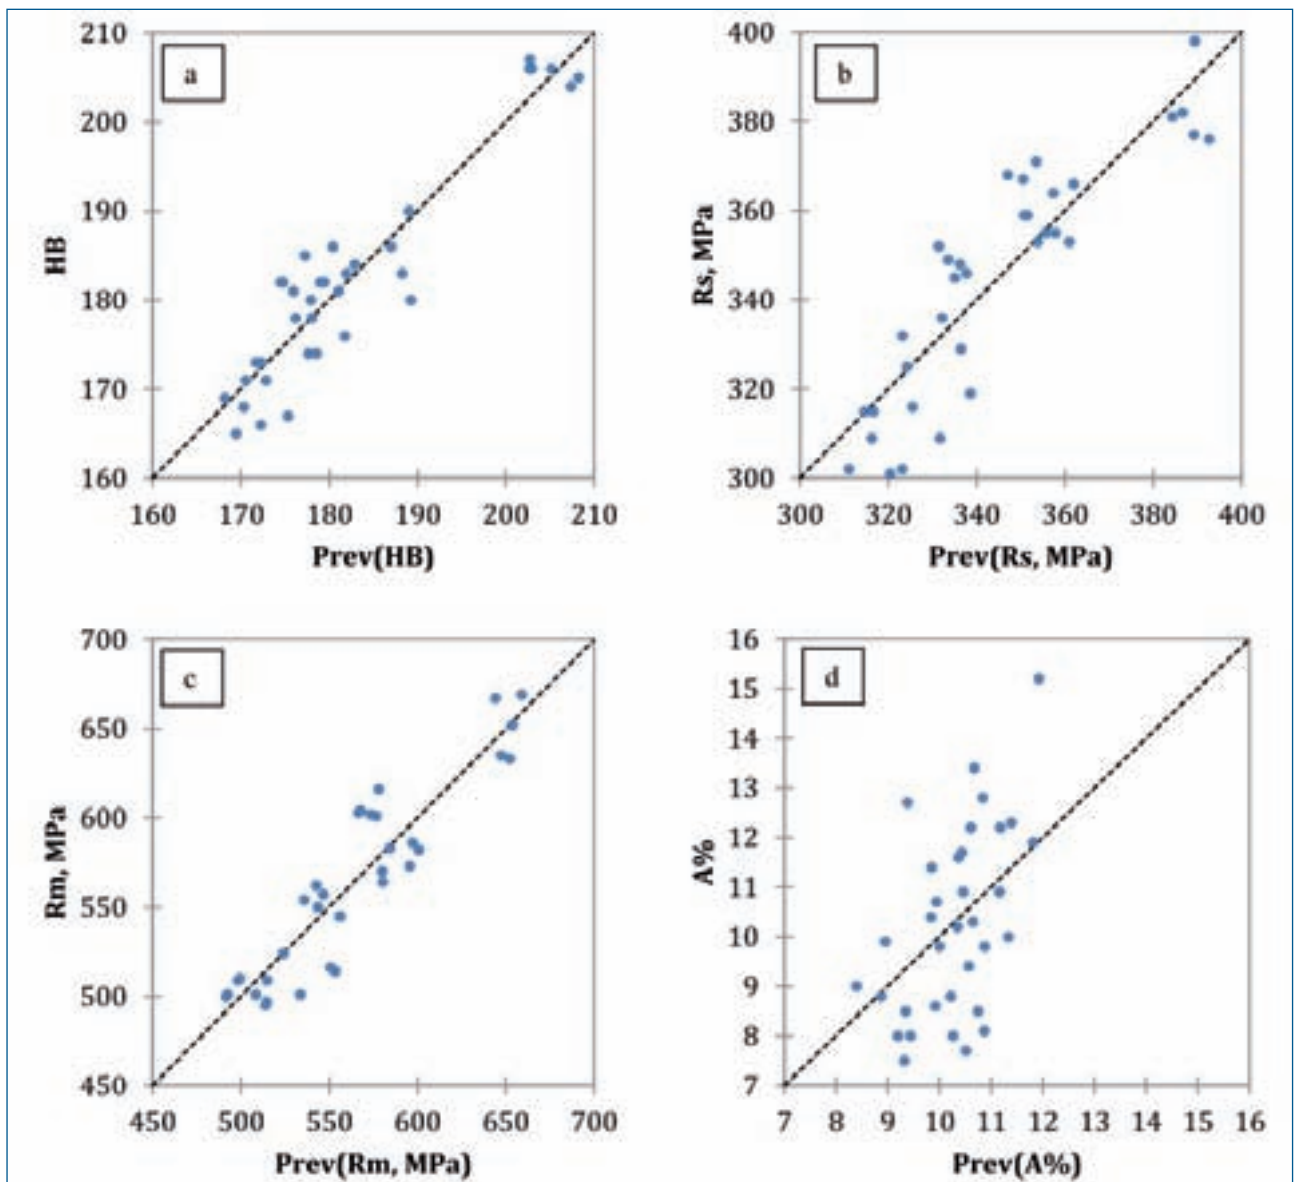 a
210
200
190
180
170
160
HB
160 170 180 190 200 210
Prev(HB)
b
400
380
360
340
320
300
Rs, MPa
300 320 340 360 380 400
Prev(Rs, MPa)
c
700
650
600
550
500
450
Rm, MPa
450 500 550 600 650 700
Prev(Rm, MPa)
d
16
15
14
13
12
11
10
9
8
7
A%
7 8 9 10 11 12 13 14 15 16
Prev(A%)